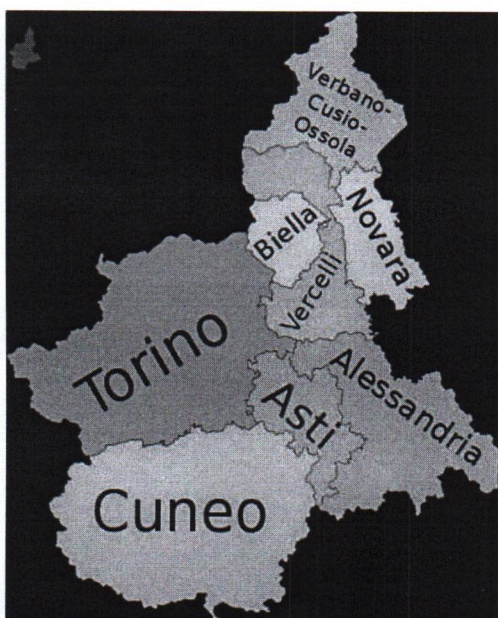 Verbano-
Cusio-
Ossola
Biella
Novara
Vercelli
Torino
Alessandria
Asti
Cuneo